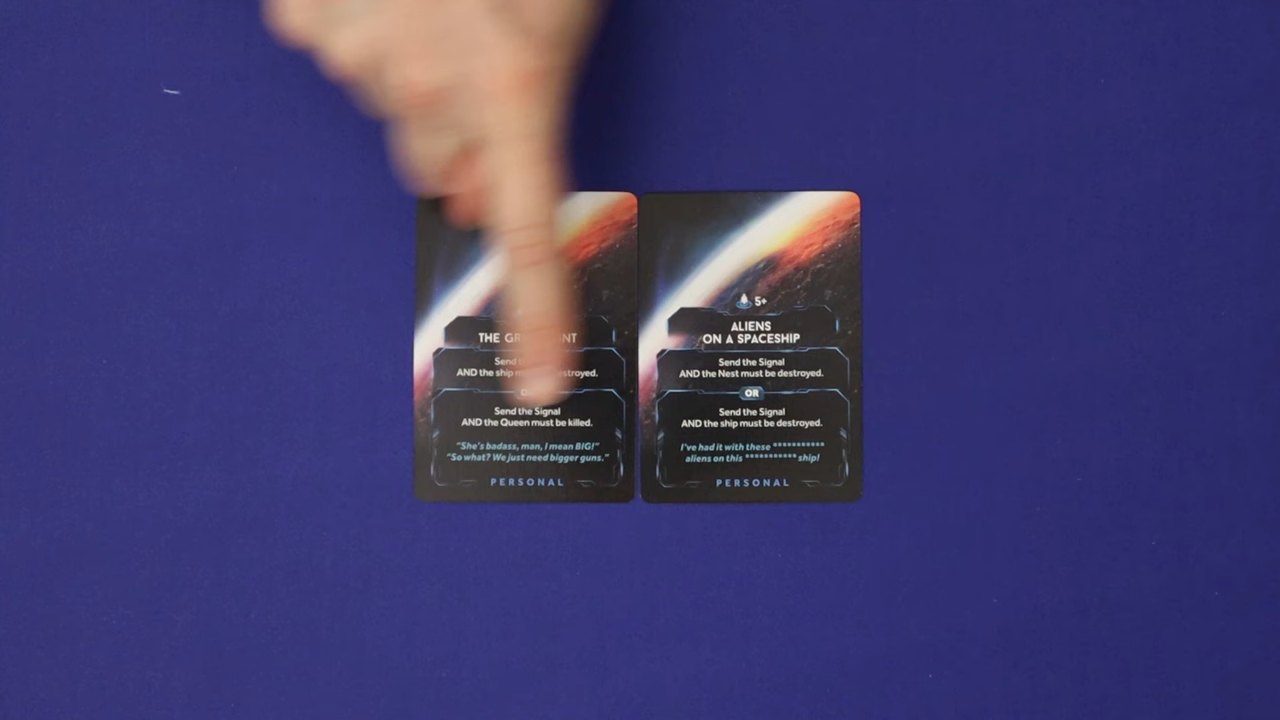 THE
Send
AND the ship must be destroyed.
Send the Signal
AND the Queen must be killed.
"She's badass, man, I mean BIG!"
"So what? We just need bigger guns."
PERSONAL
5+
ALIENS
ON A SPACESHIP
Send the Signal
AND the Nest must be destroyed.
OR
Send the Signal
AND the ship must be destroyed.
I've had it with these ***********
aliens on this *********** ship!
PERSONAL